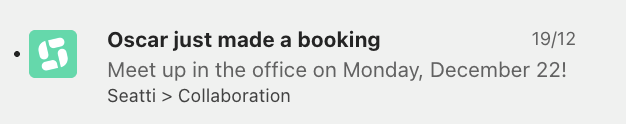 Oscar just made a booking
19/12
Meet up in the office on Monday, December 22!
Seatti > Collaboration